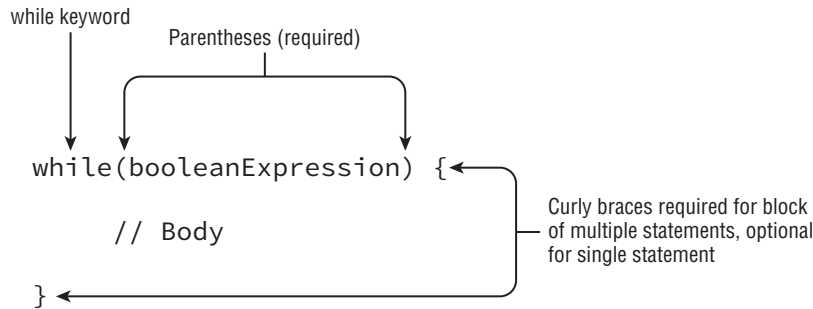 while keyword
Parentheses (required)
while(booleanExpression) {
Curly braces required for block
of multiple statements, optional
for single statement
// Body
}